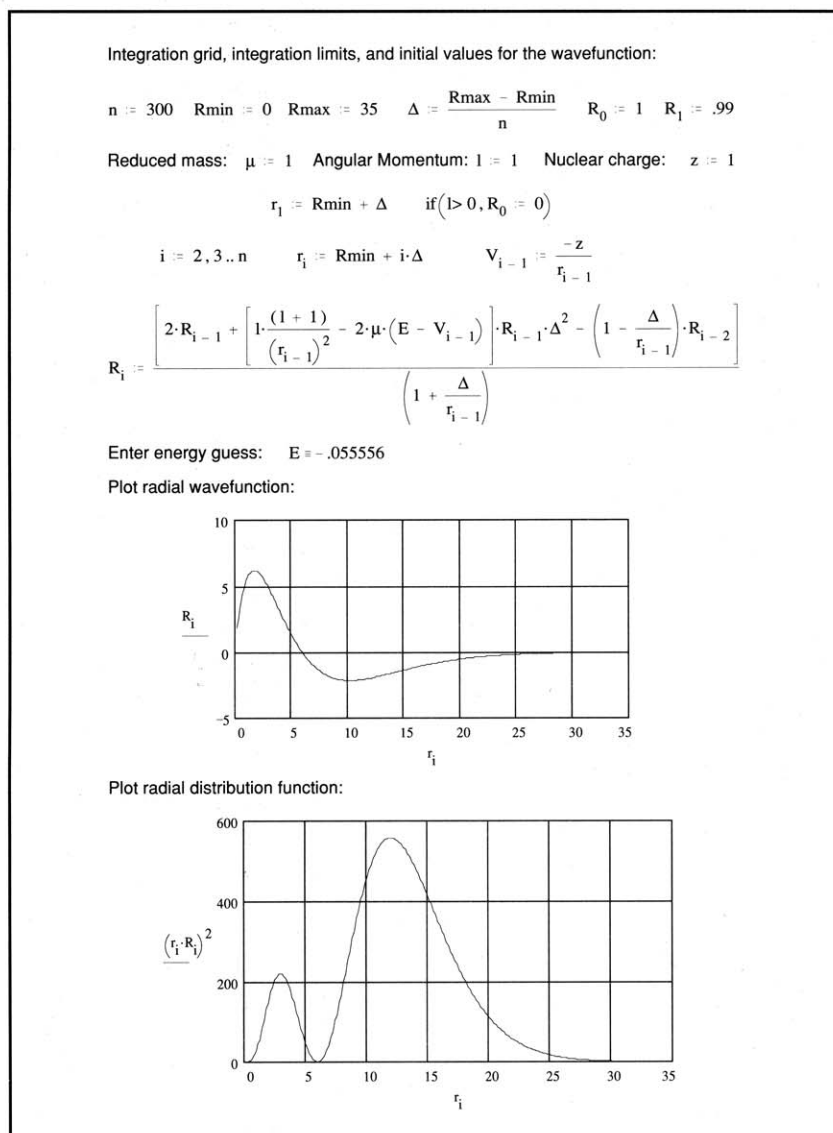 Integration grid, integration limits, and initial values for the wavefunction:
n := 300 Rmin := 0 Rmax := 35 Δ := (Rmax − Rmin)/n R₀ := 1 R₁ := .99
Reduced mass: μ := 1 Angular Momentum: l := 1 Nuclear charge: z := 1
r₁ := Rmin + Δ if(l> 0, R₀ := 0)
i := 2, 3 .. n rᵢ := Rmin + i·Δ Vᵢ₋₁ := −z/rᵢ₋₁
Rᵢ := [2·Rᵢ₋₁ + [l·(l + 1)/(rᵢ₋₁)² − 2·μ·(E − Vᵢ₋₁)]·Rᵢ₋₁·Δ² − (1 − Δ/rᵢ₋₁)·Rᵢ₋₂]/(1 + Δ/rᵢ₋₁)
Enter energy guess: E ≡ − .055556
Plot radial wavefunction:
10
5
Rᵢ
0
−5
0 5 10 15 20 25 30 35
rᵢ
Plot radial distribution function:
600
400
(rᵢ·Rᵢ)²
200
0
0 5 10 15 20 25 30 35
rᵢ